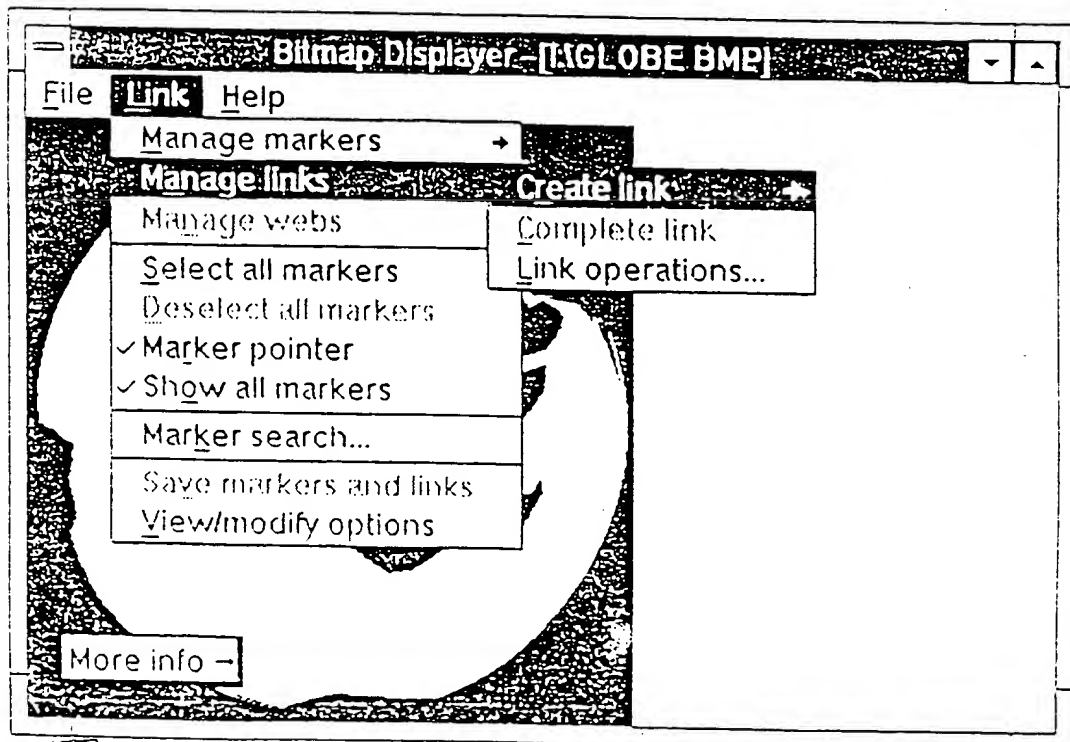 Bitmap Displayer-[I:\GLOBE.BMP]
File Link Help
Manage markers
Manage links
Manage webs
Select all markers
Deselect all markers
✓ Marker pointer
✓ Show all markers
Marker search...
Save markers and links
View/modify options
Create link
Complete link
Link operations...
More info →